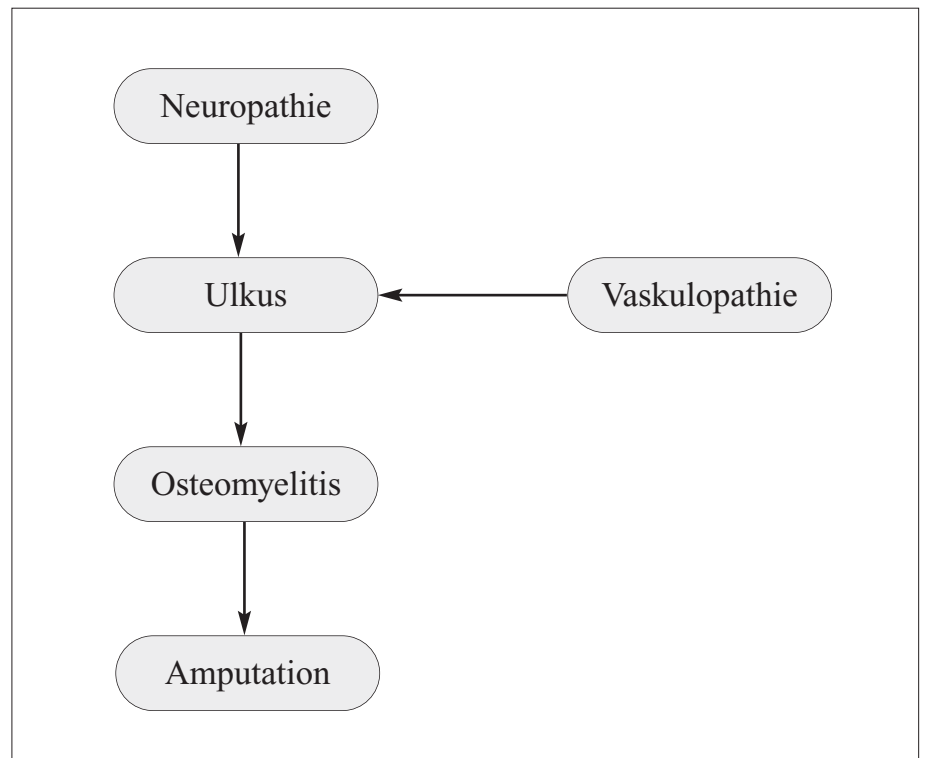 Neuropathie
Ulkus
Vaskulopathie
Osteomyelitis
Amputation